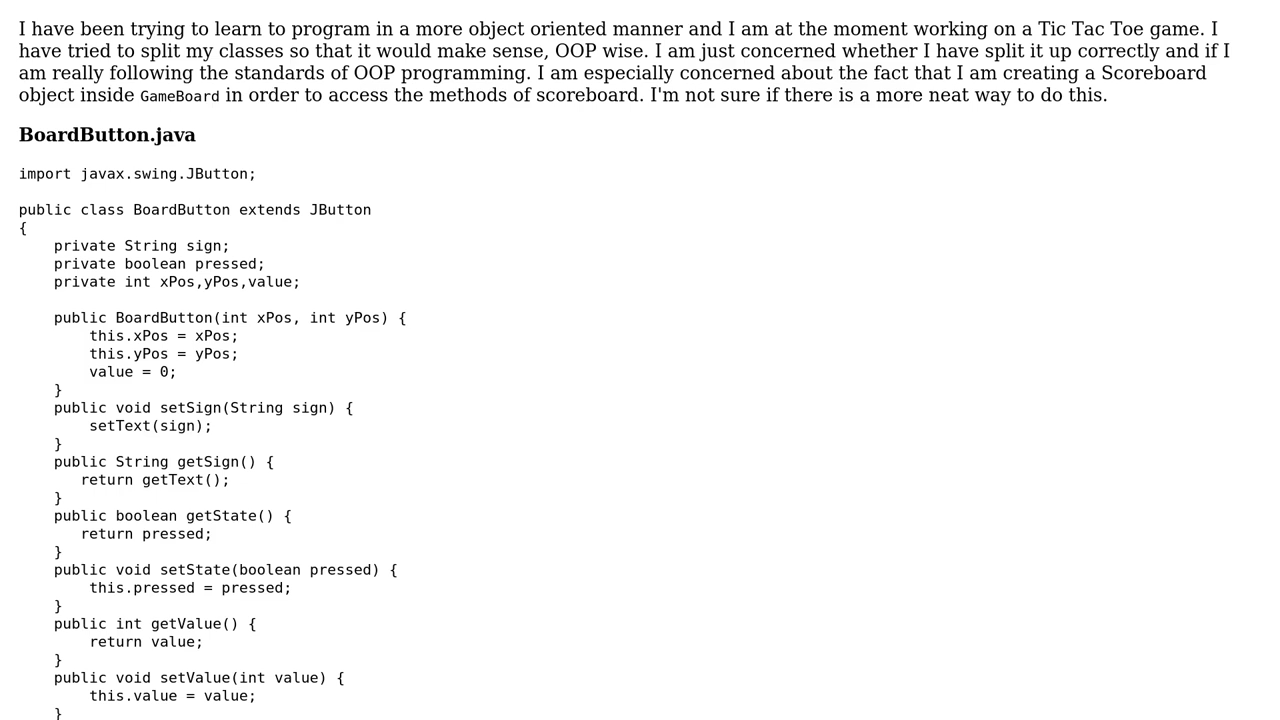 I have been trying to learn to program in a more object oriented manner and I am at the moment working on a Tic Tac Toe game. I
have tried to split my classes so that it would make sense, OOP wise. I am just concerned whether I have split it up correctly and if I
am really following the standards of OOP programming. I am especially concerned about the fact that I am creating a Scoreboard
object inside GameBoard in order to access the methods of scoreboard. I'm not sure if there is a more neat way to do this.
BoardButton.java
import javax.swing.JButton;
public class BoardButton extends JButton
{
    private String sign;
    private boolean pressed;
    private int xPos,yPos,value;
    public BoardButton(int xPos, int yPos) {
        this.xPos = xPos;
        this.yPos = yPos;
        value = 0;
    }
    public void setSign(String sign) {
        setText(sign);
    }
    public String getSign() {
       return getText();
    }
    public boolean getState() {
       return pressed;
    }
    public void setState(boolean pressed) {
        this.pressed = pressed;
    }
    public int getValue() {
        return value;
    }
    public void setValue(int value) {
        this.value = value;
    }